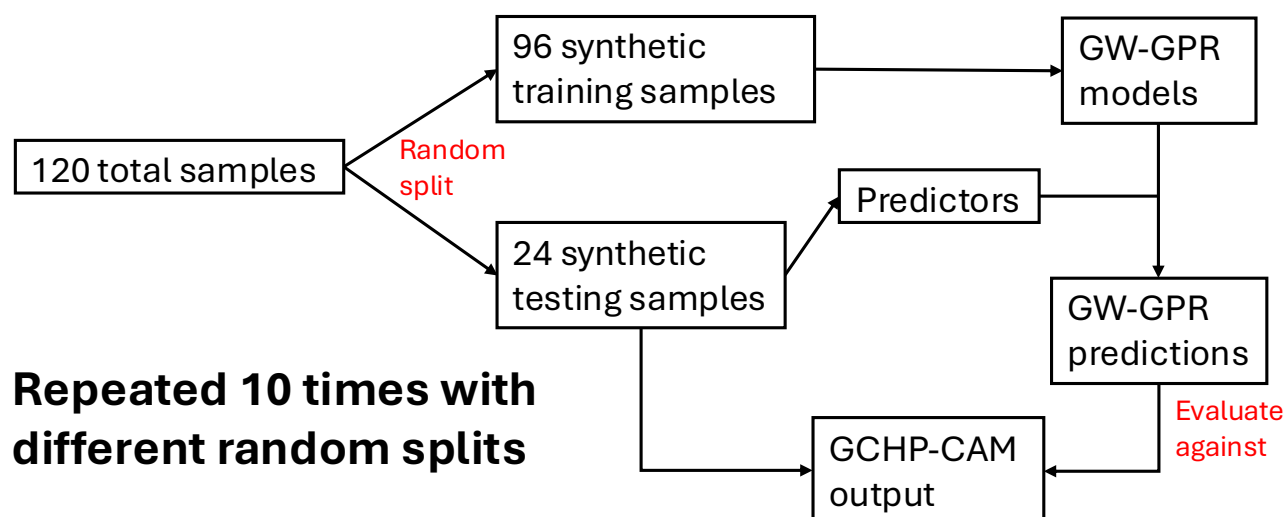 96 synthetic
training samples
GW-GPR
models
120 total samples
Random
split
Predictors
24 synthetic
testing samples
GW-GPR
predictions
Repeated 10 times with
different random splits
Evaluate
against
GCHP-CAM
output